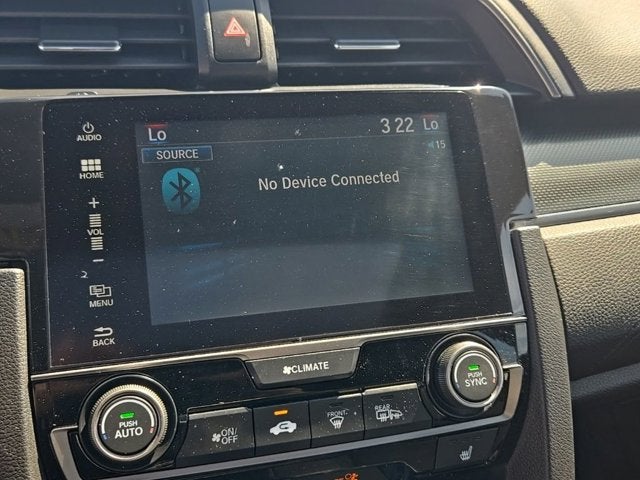 AUDIO
HOME
+
VOL
−
MENU
BACK
Lo
3 22
Lo
SOURCE
15
No Device Connected
CLIMATE
PUSH
AUTO
ON/
OFF
FRONT
REAR
PUSH
SYNC